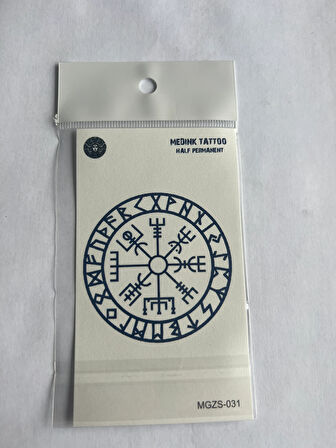 MEDINK TATTOO
HALF PERMANENT
MGZS-031